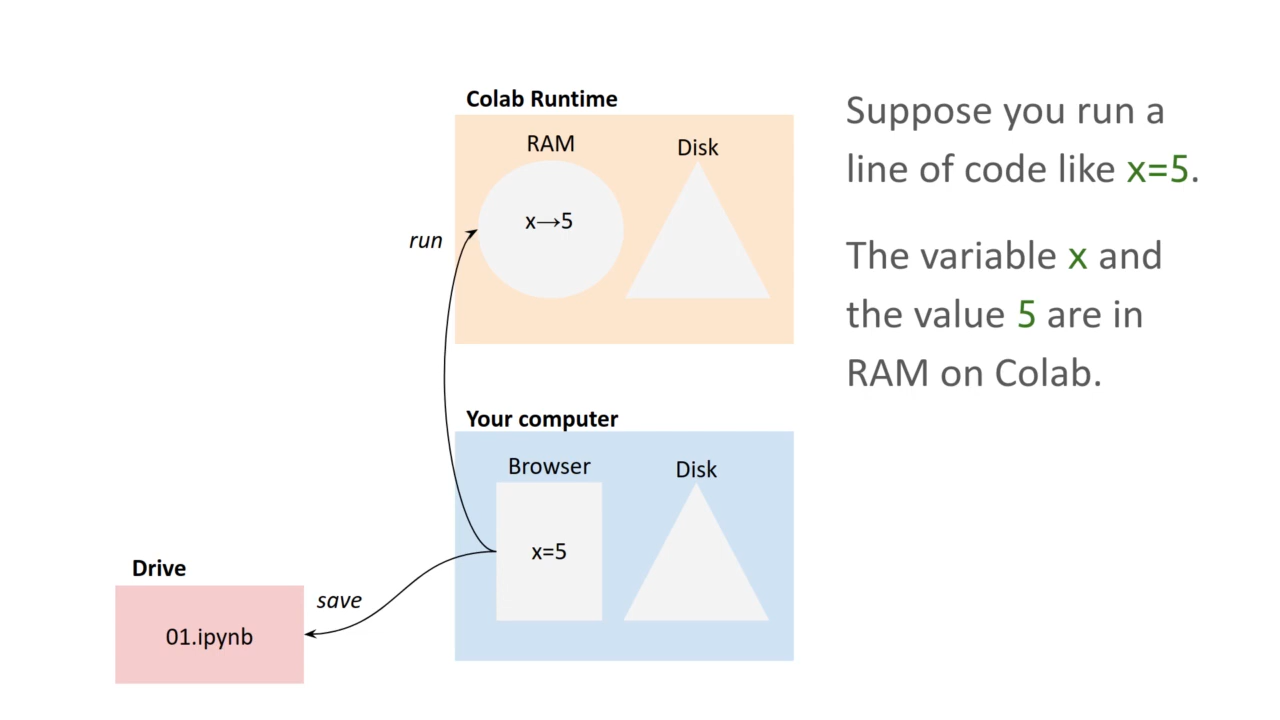 Colab Runtime
RAM
Disk
x→5
run
Your computer
Browser
Disk
x=5
Drive
save
01.ipynb
Suppose you run a
line of code like x=5.
The variable x and
the value 5 are in
RAM on Colab.